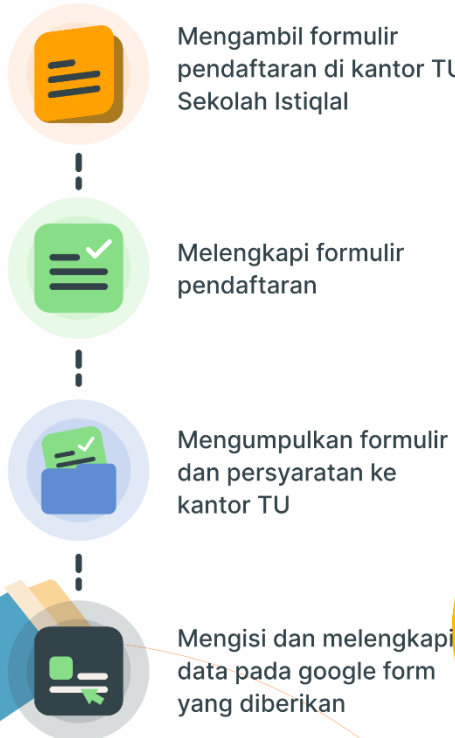 Mengambil formulir
pendaftaran di kantor TU
Sekolah Istiqlal
Melengkapi formulir
pendaftaran
Mengumpulkan formulir
dan persyaratan ke
kantor TU
Mengisi dan melengkapi
data pada google form
yang diberikan